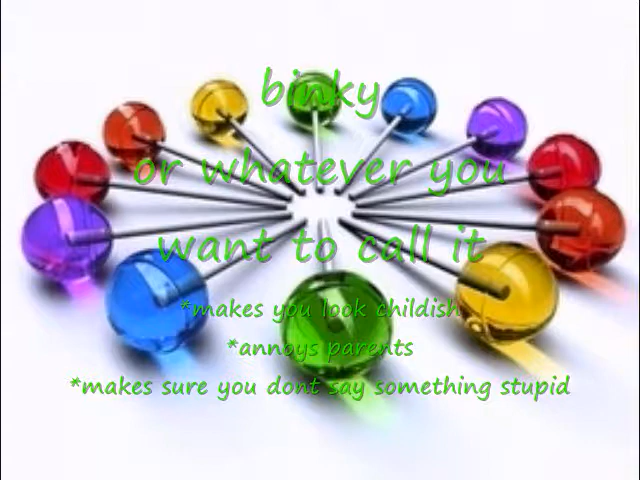 binky
or whatever you
want to call it
*makes you look childish
*annoys parents
*makes sure you dont say something stupid